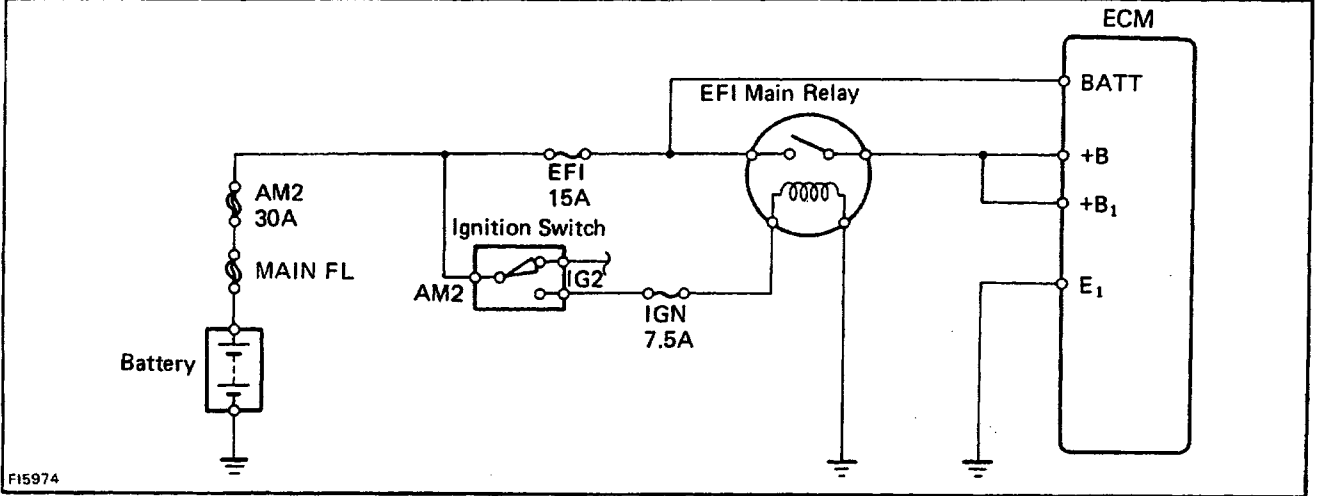 ECM
BATT
EFI Main Relay
+B
EFI
15A
AM2
30A
+B₁
Ignition Switch
MAIN FL
IG2
AM2
E₁
IGN
7.5A
Battery
FI5974